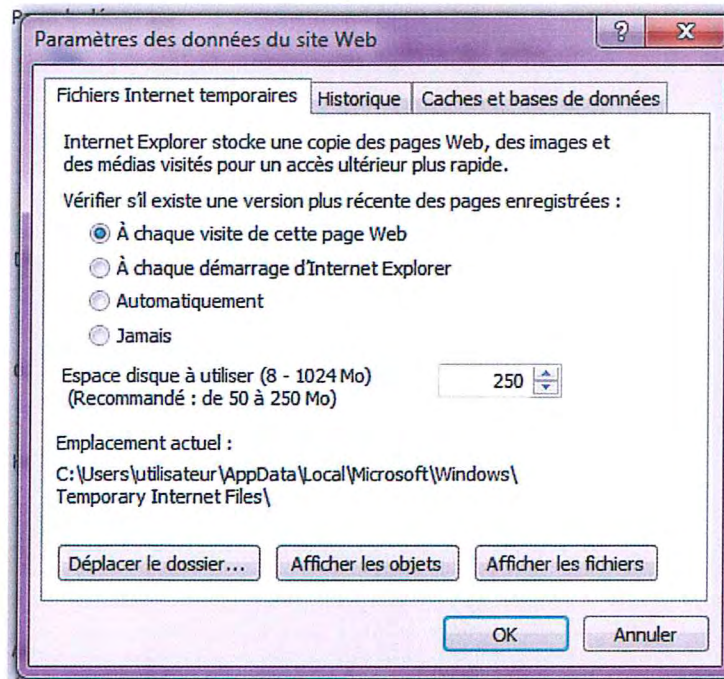 Paramètres des données du site Web
Fichiers Internet temporaires Historique Caches et bases de données
Internet Explorer stocke une copie des pages Web, des images et
des médias visités pour un accès ultérieur plus rapide.
Vérifier s'il existe une version plus récente des pages enregistrées :
À chaque visite de cette page Web
À chaque démarrage d'Internet Explorer
Automatiquement
Jamais
Espace disque à utiliser (8 - 1024 Mo) 250
(Recommandé : de 50 à 250 Mo)
Emplacement actuel :
C:\Users\utilisateur\AppData\Local\Microsoft\Windows\
Temporary Internet Files\
Déplacer le dossier... Afficher les objets Afficher les fichiers
OK Annuler